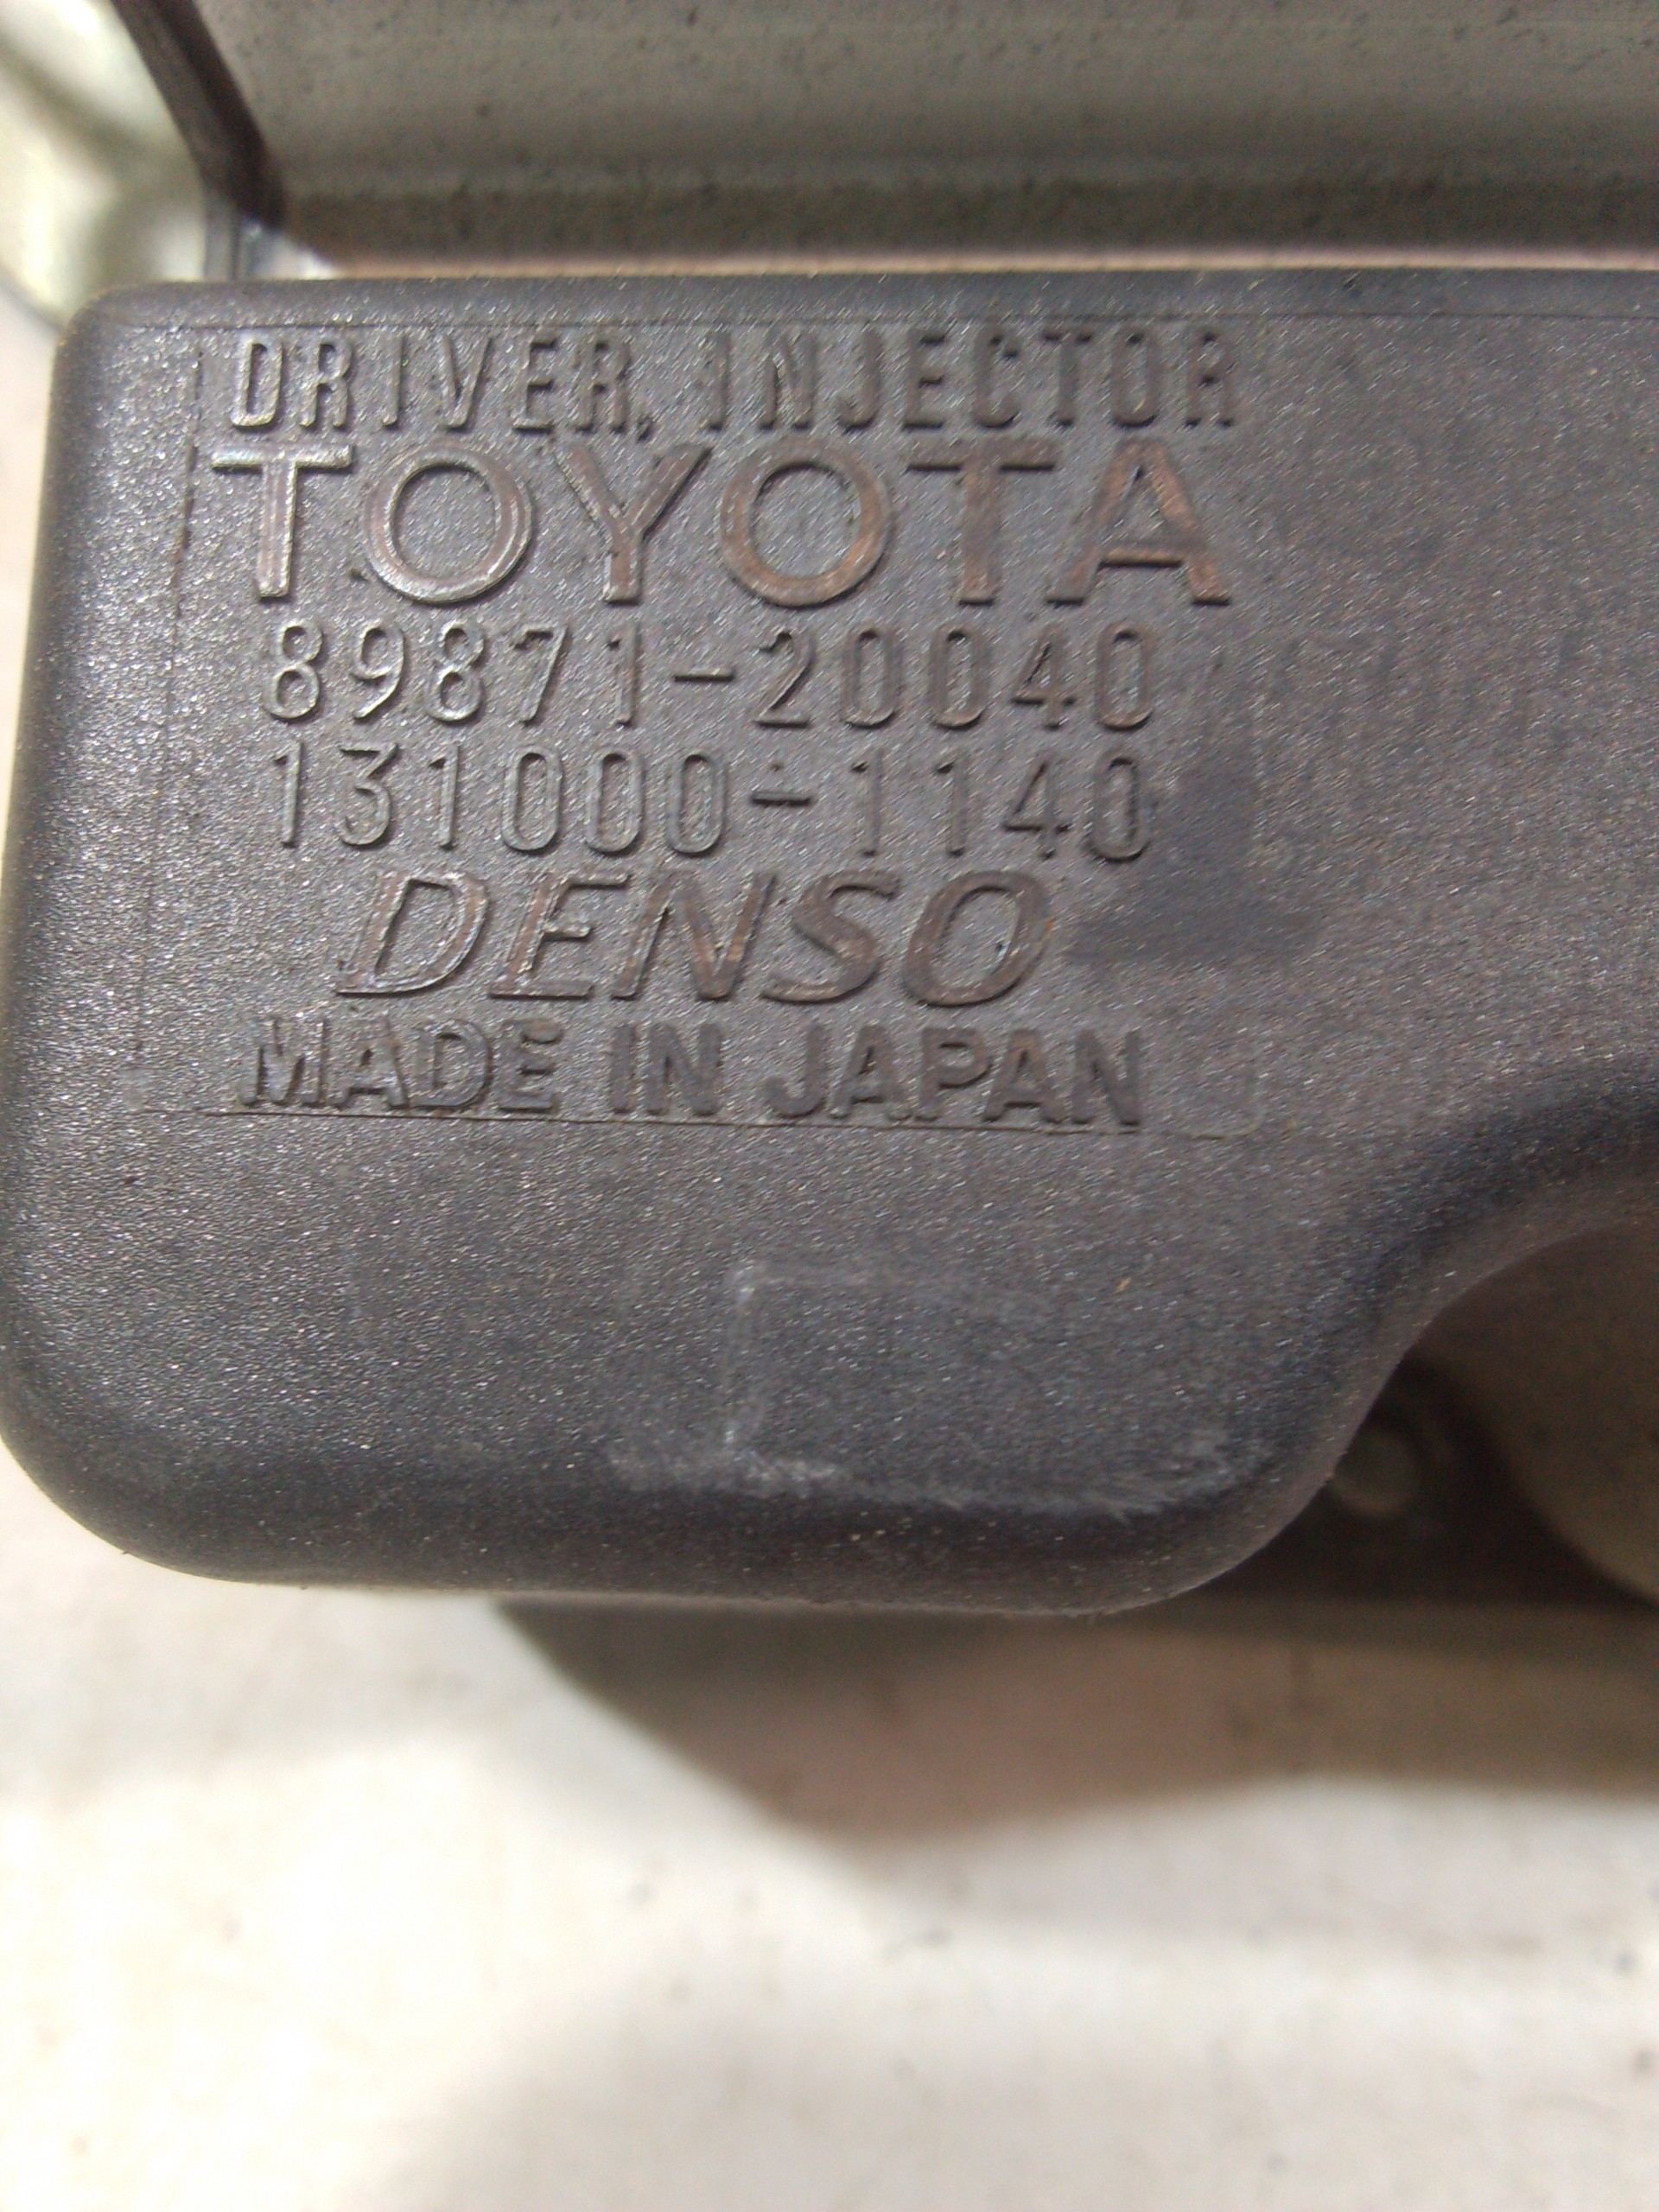 DRIVER, INJECTOR
TOYOTA
89871-20040
131000-1140
DENSO
MADE IN JAPAN